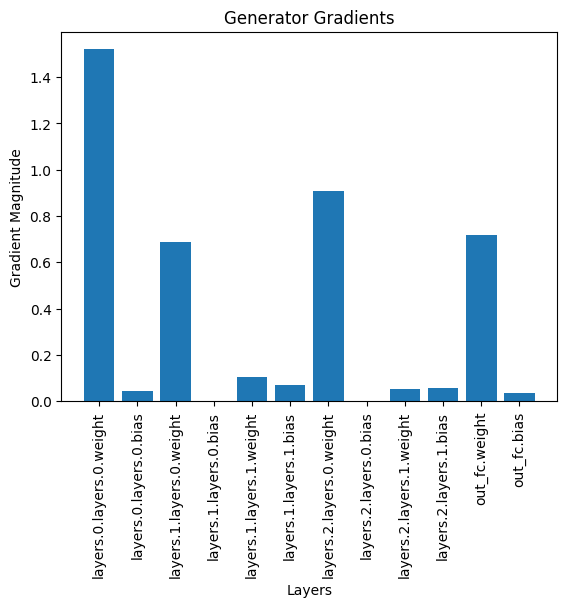 Generator Gradients
Gradient Magnitude
1.4
1.2
1.0
0.8
0.6
0.4
0.2
0.0
layers.0.layers.0.weight
layers.0.layers.0.bias
layers.1.layers.0.weight
layers.1.layers.0.bias
layers.1.layers.1.weight
layers.1.layers.1.bias
layers.2.layers.0.weight
layers.2.layers.0.bias
layers.2.layers.1.weight
layers.2.layers.1.bias
out_fc.weight
out_fc.bias
Layers